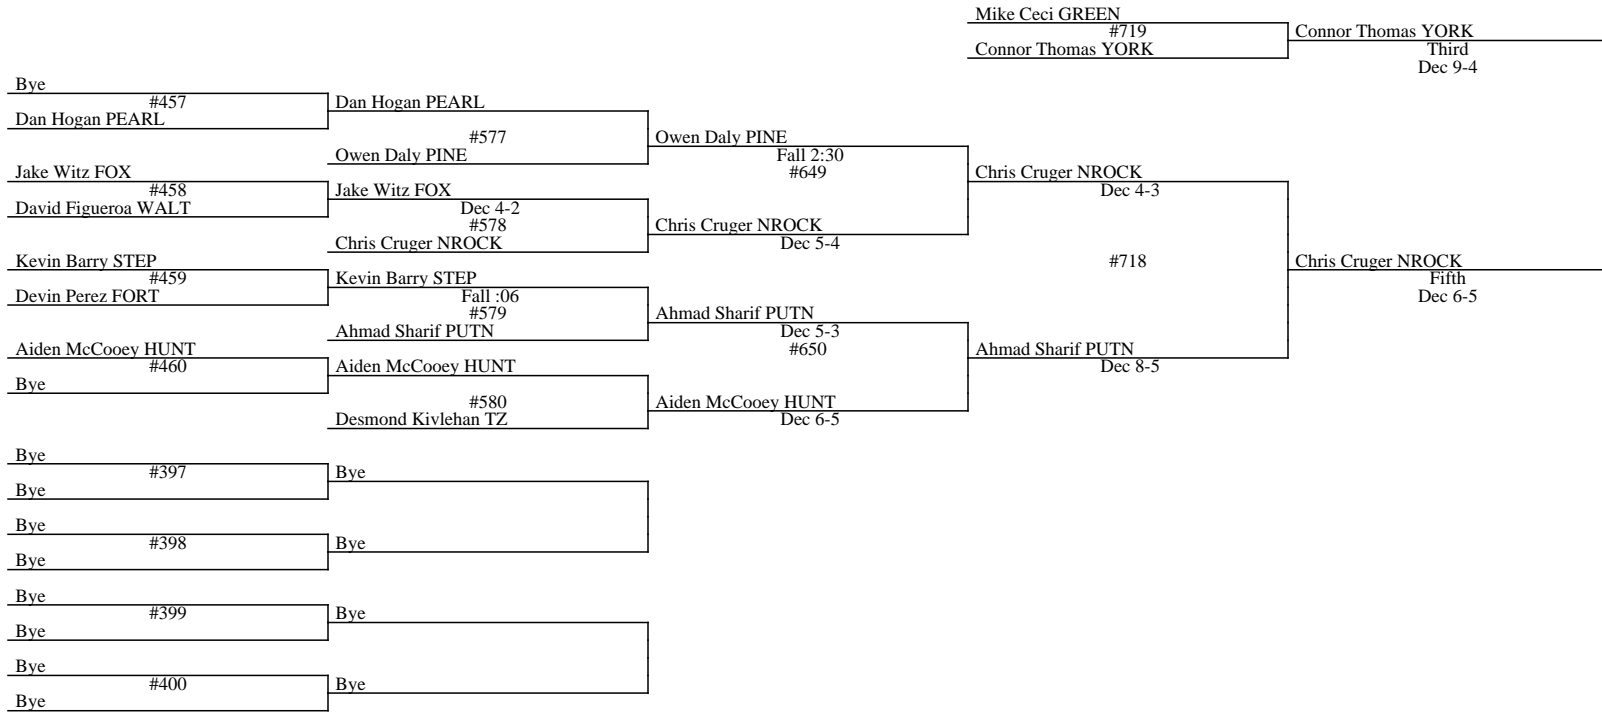 Mike Ceci GREEN
#719
Connor Thomas YORK
Connor Thomas YORK
Third
Dec 9-4
Bye
#457
Dan Hogan PEARL
Dan Hogan PEARL
#577
Owen Daly PINE
Owen Daly PINE
Fall 2:30
#649
Jake Witz FOX
#458
David Figueroa WALT
Jake Witz FOX
Dec 4-2
#578
Chris Cruger NROCK
Chris Cruger NROCK
Dec 5-4
Chris Cruger NROCK
Dec 4-3
#718
Chris Cruger NROCK
Fifth
Dec 6-5
Kevin Barry STEP
#459
Devin Perez FORT
Kevin Barry STEP
Fall :06
#579
Ahmad Sharif PUTN
Ahmad Sharif PUTN
Dec 5-3
#650
Ahmad Sharif PUTN
Dec 8-5
Aiden McCooey HUNT
#460
Bye
Aiden McCooey HUNT
#580
Desmond Kivlehan TZ
Aiden McCooey HUNT
Dec 6-5
Bye
#397
Bye
Bye
Bye
#398
Bye
Bye
Bye
#399
Bye
Bye
Bye
#400
Bye
Bye